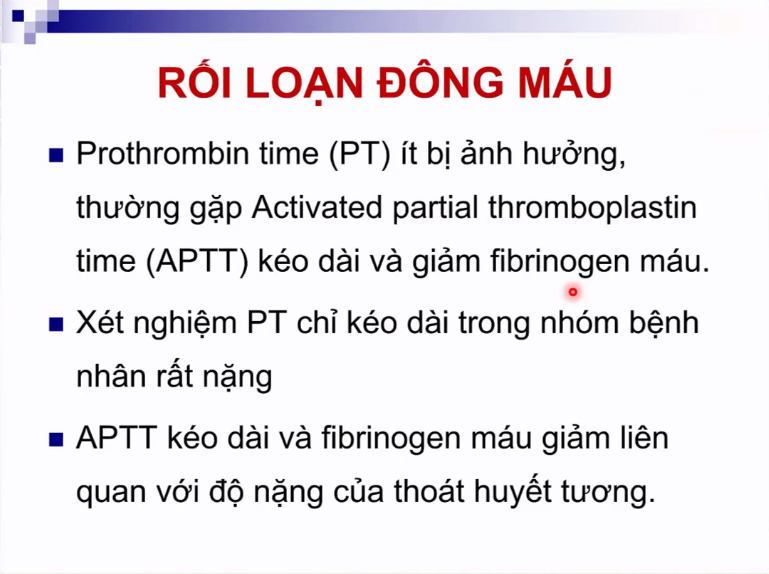 RỐI LOẠN ĐÔNG MÁU
Prothrombin time (PT) ít bị ảnh hưởng,
thường gặp Activated partial thromboplastin
time (APTT) kéo dài và giảm fibrinogen máu.
Xét nghiệm PT chỉ kéo dài trong nhóm bệnh
nhân rất nặng
APTT kéo dài và fibrinogen máu giảm liên
quan với độ nặng của thoát huyết tương.